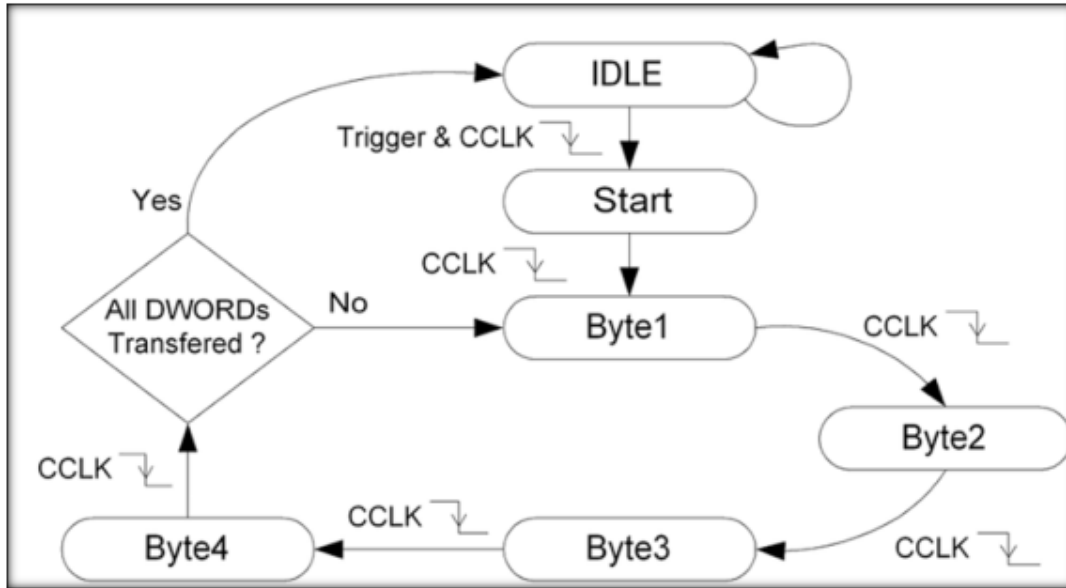 IDLE
Trigger & CCLK
Start
Yes
CCLK
All DWORDs
Transfered ?
No
Byte1
CCLK
Byte2
CCLK
CCLK
Byte4
Byte3
CCLK